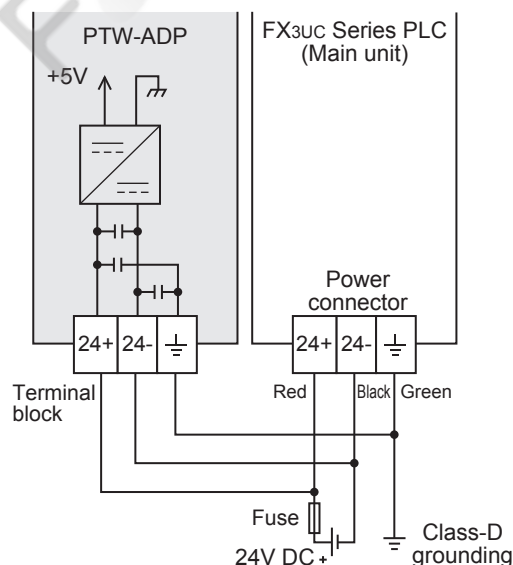 PTW-ADP
FX3UC Series PLC
(Main unit)
+5V
Power
connector
24+ 24- 
24+ 24-
Terminal
block
Red Black Green
Fuse
24V DC +
Class-D
grounding